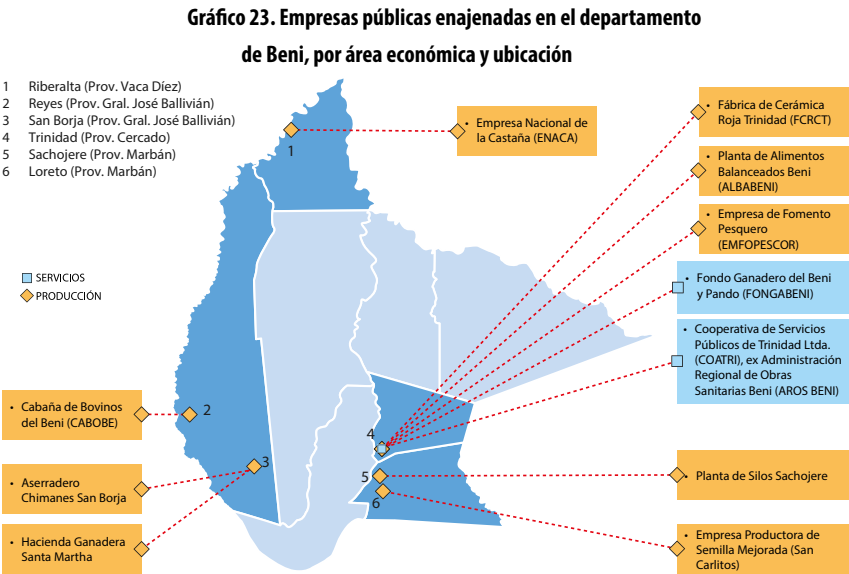 Gráfico 23. Empresas públicas enajenadas en el departamento
de Beni, por área económica y ubicación
1 Riberalta (Prov. Vaca Díez)
2 Reyes (Prov. Gral. José Ballivián)
3 San Borja (Prov. Gral. José Ballivián)
4 Trinidad (Prov. Cercado)
5 Sachojere (Prov. Marbán)
6 Loreto (Prov. Marbán)
SERVICIOS
PRODUCCIÓN
• Empresa Nacional de
la Castaña (ENACA)
• Fábrica de Cerámica
Roja Trinidad (FCRCT)
• Planta de Alimentos
Balanceados Beni
(ALBABENI)
• Empresa de Fomento
Pesquero
(EMFOPESCOR)
• Fondo Ganadero del Beni
y Pando (FONGABENI)
• Cooperativa de Servicios
Públicos de Trinidad Ltda.
(COATRI), ex Administración
Regional de Obras
Sanitarias Beni (AROS BENI)
• Cabaña de Bovinos
del Beni (CABOBE)
• Aserradero
Chimanes San Borja
• Hacienda Ganadera
Santa Martha
• Planta de Silos Sachojere
• Empresa Productora de
Semilla Mejorada (San
Carlitos)
1
2
3
4
5
6